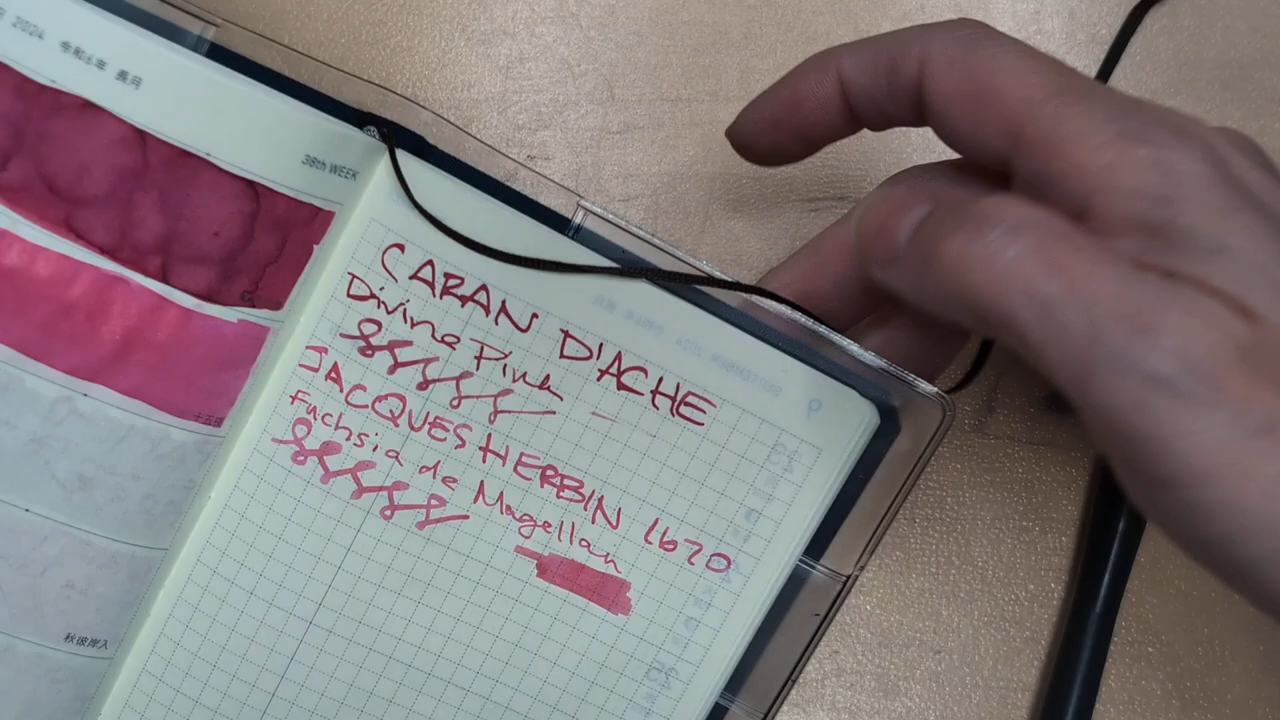 2024 令和6年 長月
38th WEEK
十五夜
秋彼岸入
CARAN D'ACHE
Divine Pink
JACQUES HERBIN 1670
Fuchsia de Magellan